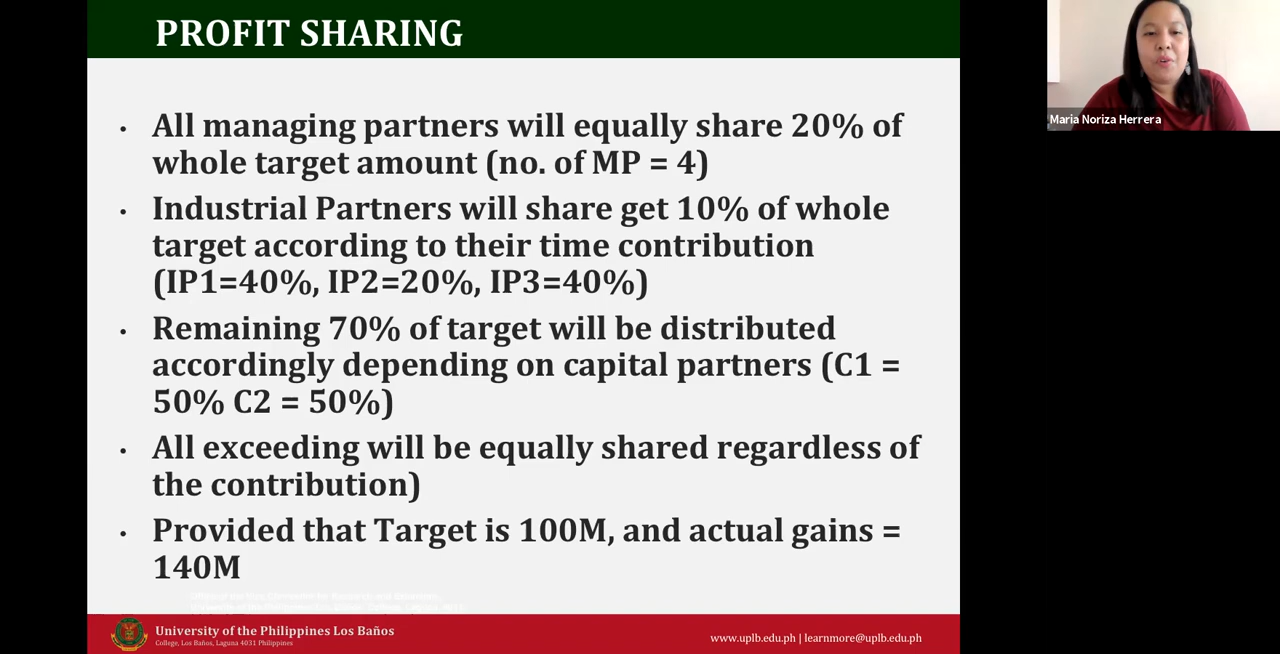 PROFIT SHARING
Maria Noriza Herrera
• All managing partners will equally share 20% of
whole target amount (no. of MP = 4)
• Industrial Partners will share get 10% of whole
target according to their time contribution
(IP1=40%, IP2=20%, IP3=40%)
• Remaining 70% of target will be distributed
accordingly depending on capital partners (C1 =
50% C2 = 50%)
• All exceeding will be equally shared regardless of
the contribution)
• Provided that Target is 100M, and actual gains =
140M
University of the Philippines Los Baños
College, Los Baños, Laguna 4031 Philippines
www.uplb.edu.ph | learnmore@uplb.edu.ph